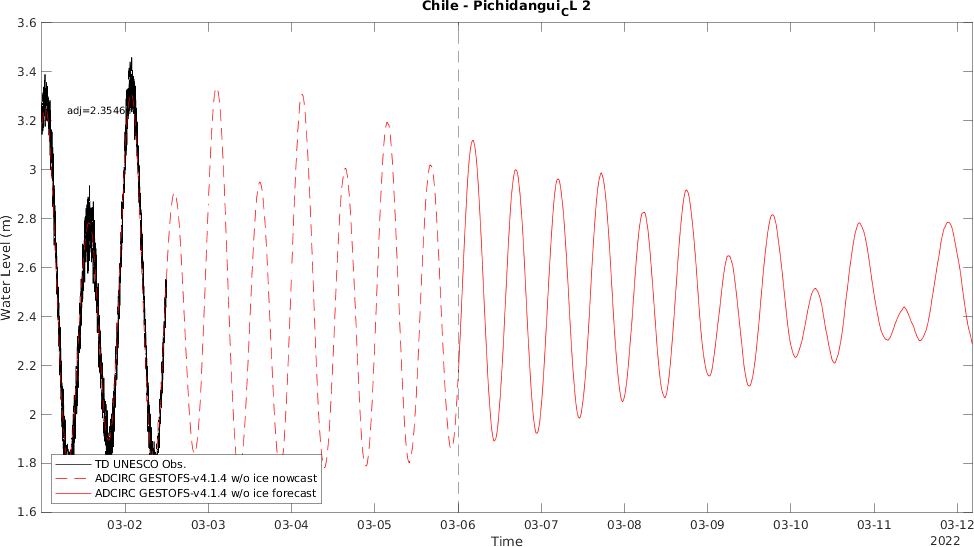 Chile - PichidanguiCL 2
3.6
3.4
3.2
3
2.8
2.6
2.4
2.2
2
1.8
1.6
Water Level (m)
adj=2.3546
TD UNESCO Obs.
ADCIRC GESTOFS-v4.1.4 w/o ice nowcast
ADCIRC GESTOFS-v4.1.4 w/o ice forecast
03-02 03-03 03-04 03-05 03-06 03-07 03-08 03-09 03-10 03-11 03-12
Time
2022